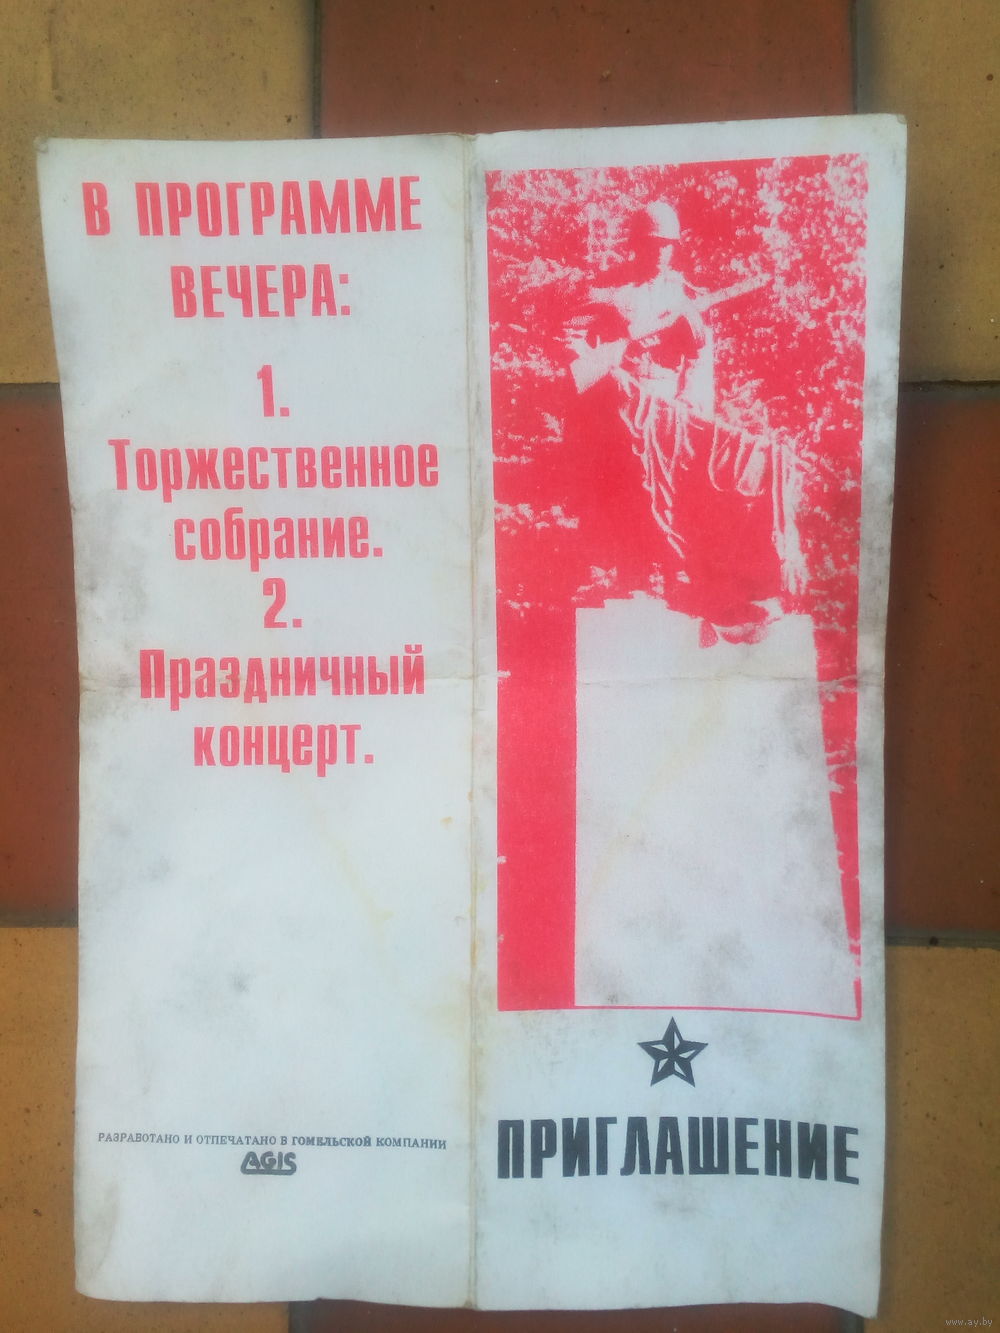 В ПРОГРАММЕ
ВЕЧЕРА:
1.
Торжественное
собрание.
2.
Праздничный
концерт.
РАЗРАБОТАНО И ОТПЕЧАТАНО В ГОМЕЛЬСКОЙ КОМПАНИИ
AGIS
ПРИГЛАШЕНИЕ
www.ay.by